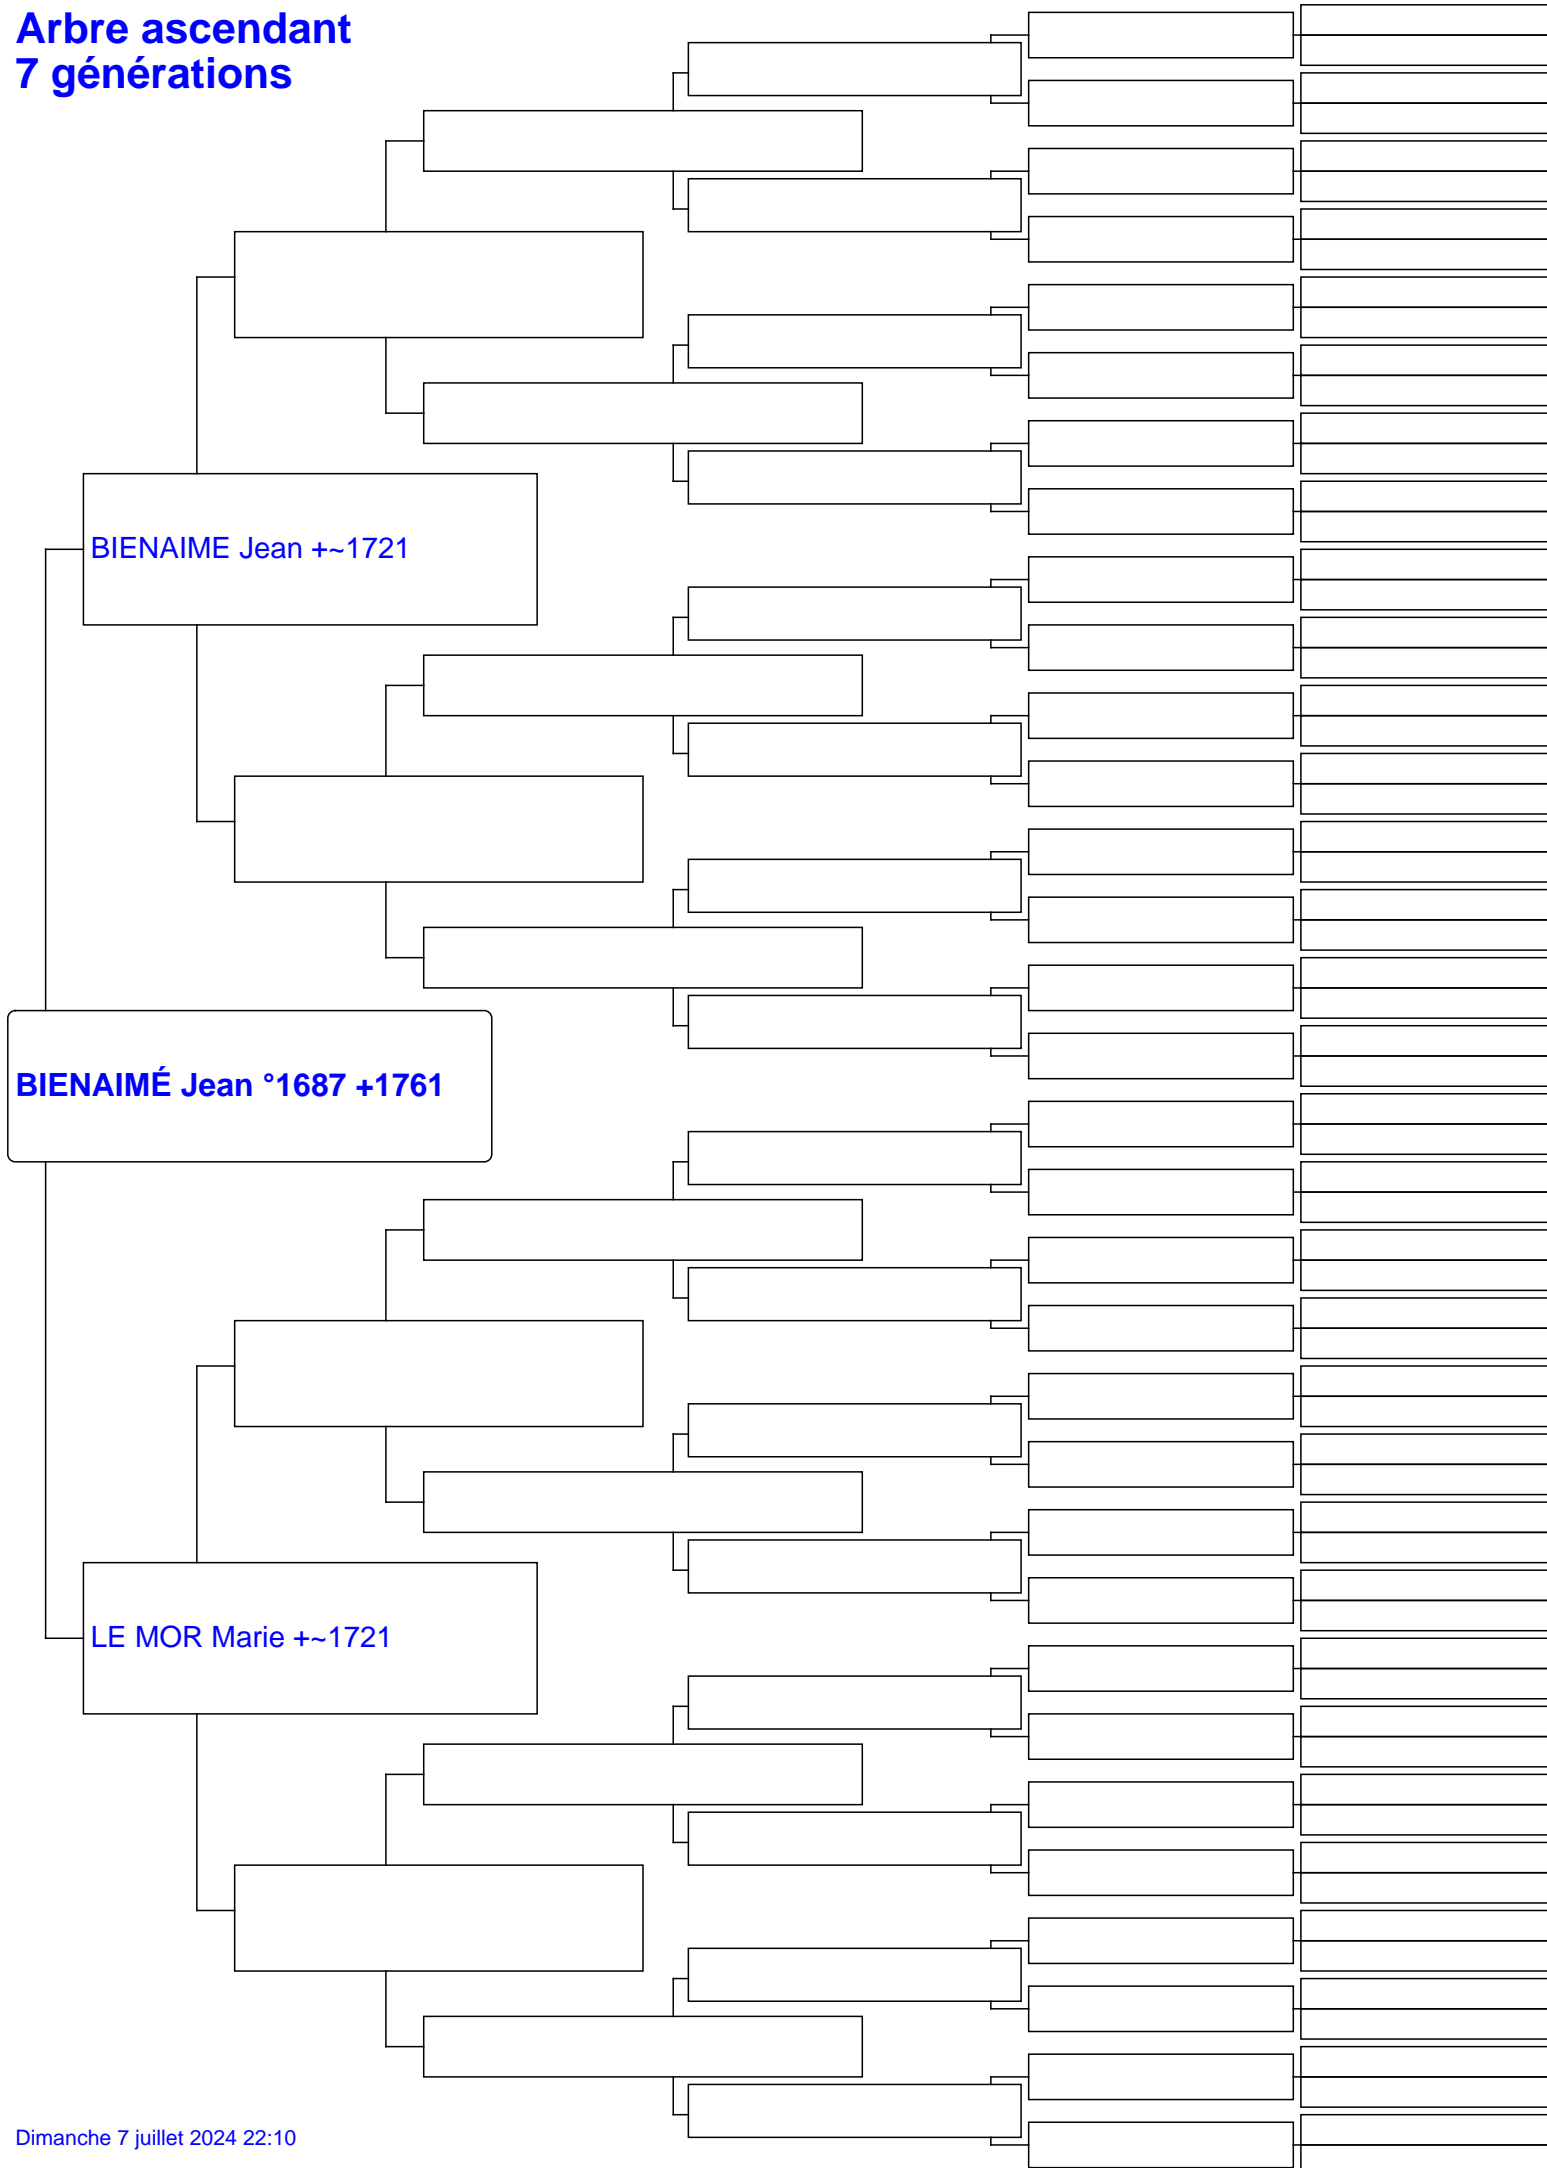 Arbre ascendant
7 générations
BIENAIME Jean +~1721
BIENAIMÉ Jean °1687 +1761
LE MOR Marie +~1721
Dimanche 7 juillet 2024 22:10